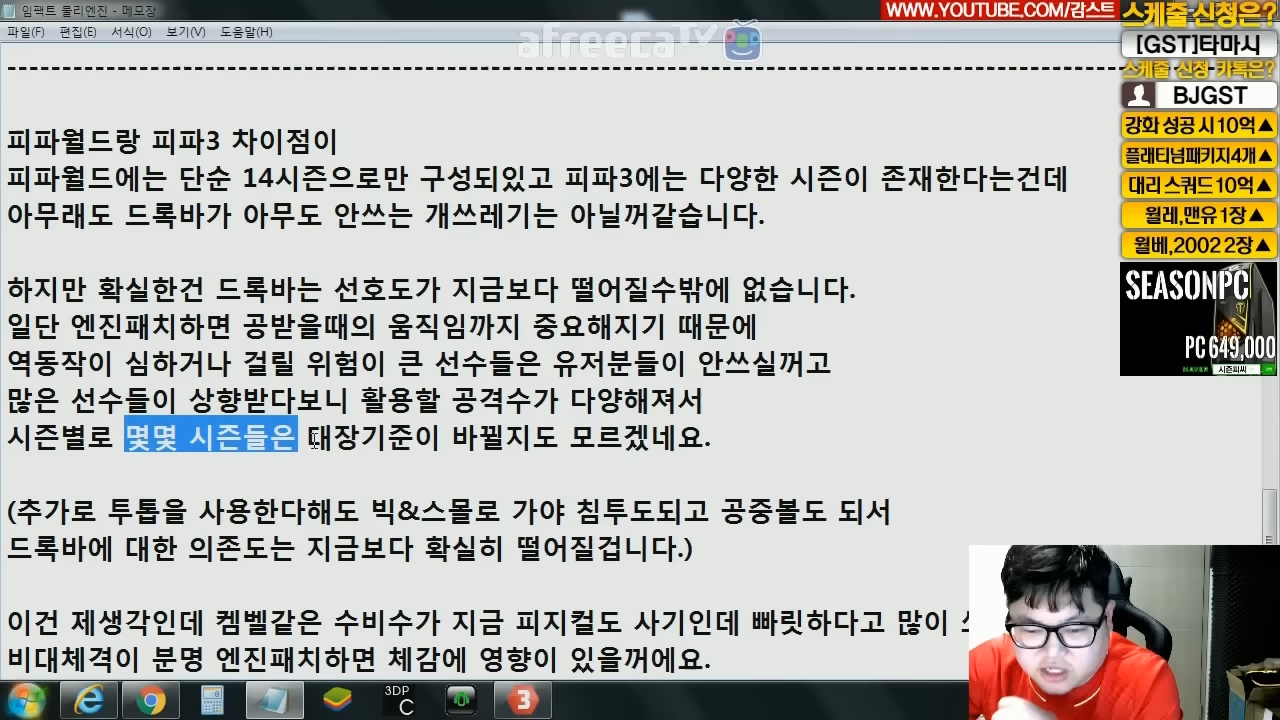 임팩트 물리엔진 - 메모장
파일(F) 편집(E) 서식(O) 보기(V) 도움말(H)
afreecaTV
WWW.YOUTUBE.COM/감스트
스케줄 신청은?
[GST]타마시
스케줄 신청 카톡은?
BJGST
강화 성공 시 10억▲
플래티넘패키지4개▲
대리 스쿼드 10억▲
월레,맨유 1장▲
월베,2002 2장▲
SEASONPC
PC 649,000
NAVER 시즌피씨
피파월드랑 피파3 차이점이
피파월드에는 단순 14시즌으로만 구성되있고 피파3에는 다양한 시즌이 존재한다는건데
아무래도 드록바가 아무도 안쓰는 개쓰레기는 아닐꺼같습니다.
하지만 확실한건 드록바는 선호도가 지금보다 떨어질수밖에 없습니다.
일단 엔진패치하면 공받을때의 움직임까지 중요해지기 때문에
역동작이 심하거나 걸릴 위험이 큰 선수들은 유저분들이 안쓰실꺼고
많은 선수들이 상향받다보니 활용할 공격수가 다양해져서
시즌별로 몇몇 시즌들은 대장기준이 바뀔지도 모르겠네요.
(추가로 투톱을 사용한다해도 빅&스몰로 가야 침투도되고 공중볼도 되서
드록바에 대한 의존도는 지금보다 확실히 떨어질겁니다.)
이건 제생각인데 켐벨같은 수비수가 지금 피지컬도 사기인데 빠릿하다고 많이
비대체격이 분명 엔진패치하면 체감에 영향이 있을꺼에요.
3DP
C
3